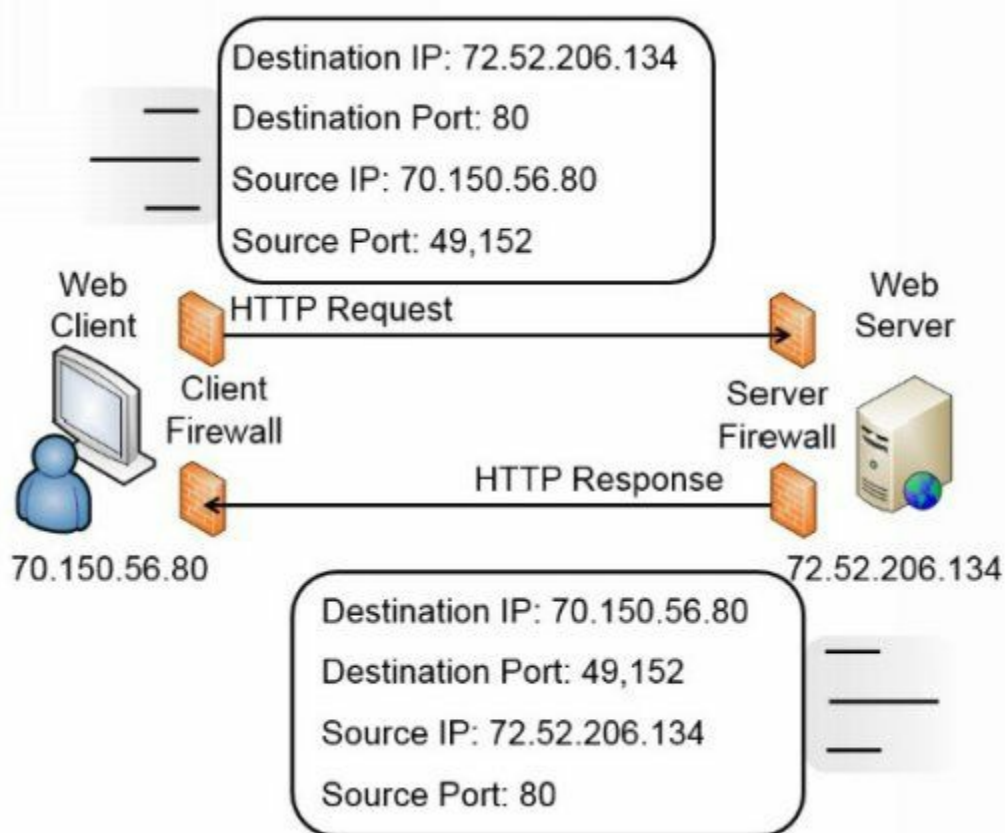 Destination IP: 72.52.206.134
Destination Port: 80
Source IP: 70.150.56.80
Source Port: 49,152
Web
Client
HTTP Request
Web
Server
Client
Firewall
Server
Firewall
HTTP Response
70.150.56.80
72.52.206.134
Destination IP: 70.150.56.80
Destination Port: 49,152
Source IP: 72.52.206.134
Source Port: 80